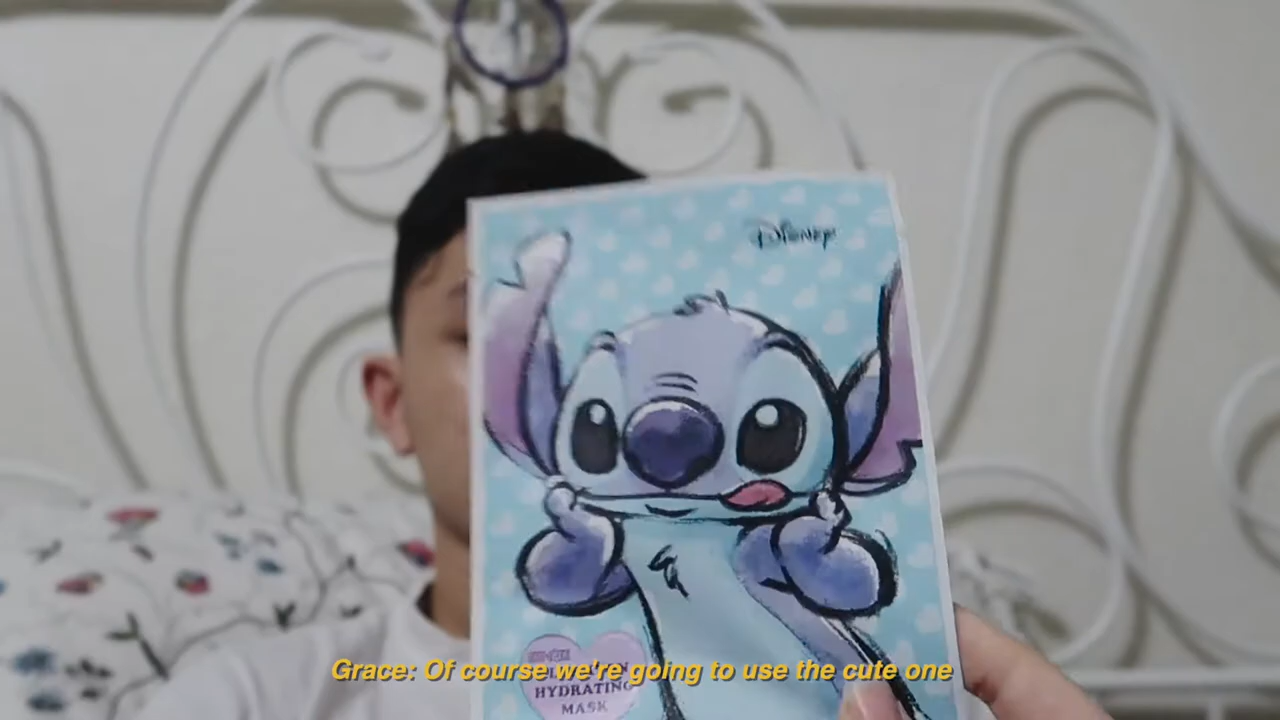 Disney
HYDRATING
MASK
Grace: Of course we're going to use the cute one